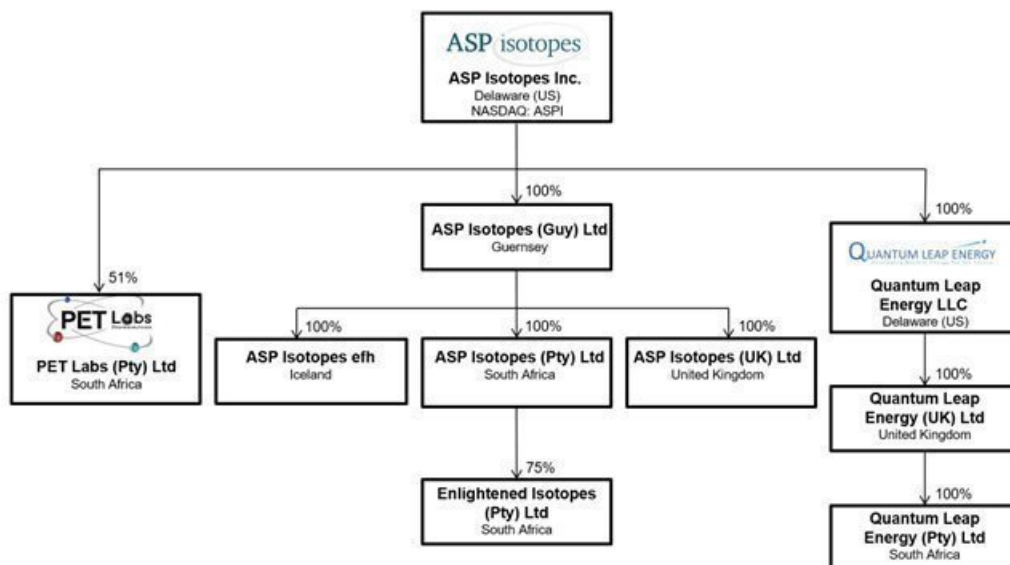 ASP isotopes
ASP Isotopes Inc.
Delaware (US)
NASDAQ: ASPI
100%
ASP Isotopes (Guy) Ltd
Guernsey
100%
QUANTUM LEAP ENERGY
Quantum Leap
Energy LLC
Delaware (US)
51%
PET Labs
PET Labs (Pty) Ltd
South Africa
100%
ASP Isotopes efh
Iceland
100%
ASP Isotopes (Pty) Ltd
South Africa
100%
ASP Isotopes (UK) Ltd
United Kingdom
100%
Quantum Leap
Energy (UK) Ltd
United Kingdom
75%
Enlightened Isotopes
(Pty) Ltd
South Africa
100%
Quantum Leap
Energy (Pty) Ltd
South Africa